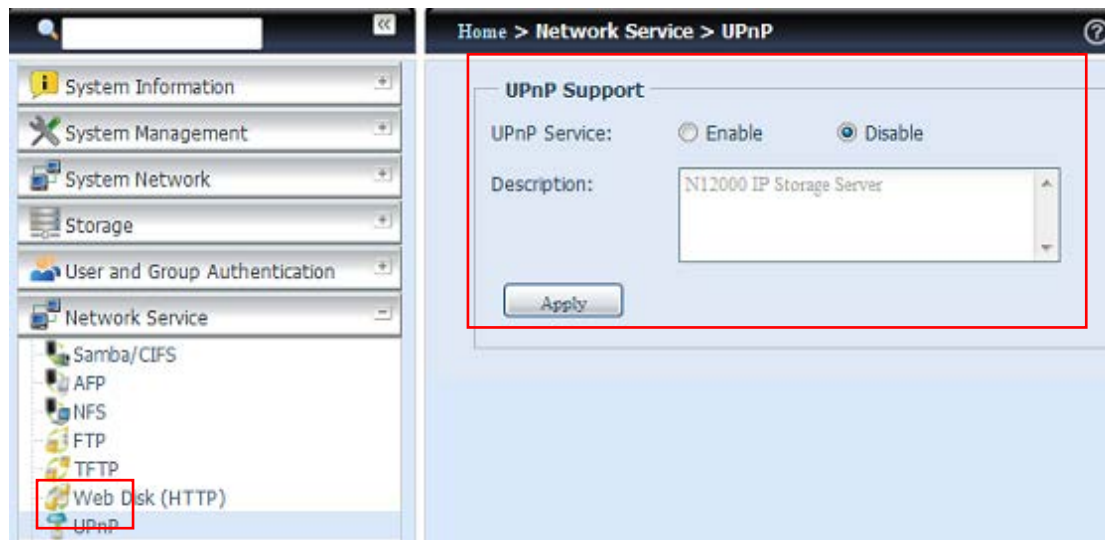 Home > Network Service > UPnP
System Information
System Management
System Network
Storage
User and Group Authentication
Network Service
Samba/CIFS
AFP
NFS
FTP
TFTP
Web Disk (HTTP)
UPnP
UPnP Support
UPnP Service: Enable Disable
Description: N12000 IP Storage Server
Apply